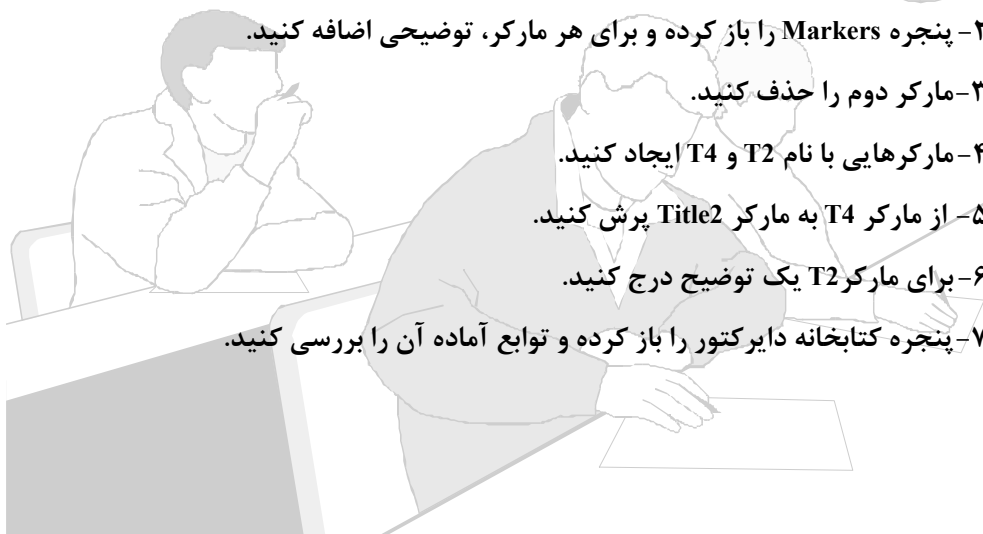 ۲- پنجره Markers را باز کرده و برای هر مارکر، توضیحی اضافه کنید.
۳-مارکر دوم را حذف کنید.
۴-مارکرهایی با نام T2 و T4 ایجاد کنید.
۵- از مارکر T4 به مارکر Title2 پرش کنید.
۶-برای مارکرT2 یک توضیح درج کنید.
۷-پنجره کتابخانه دایرکتور را باز کرده و توابع آماده آن را بررسی کنید.